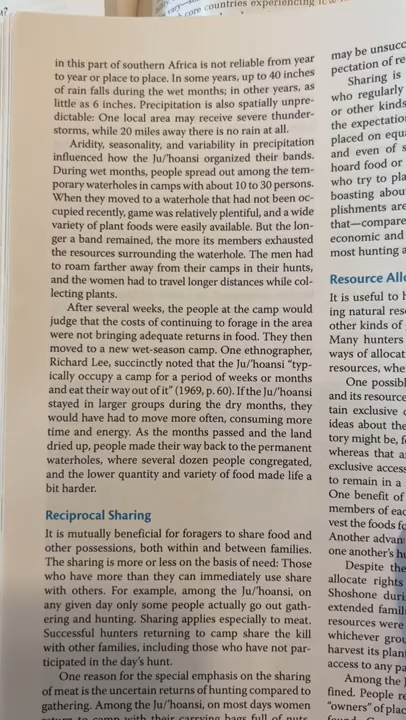 core countries experiencing
in this part of southern Africa is not reliable from year
to year or place to place. In some years, up to 40 inches
of rain falls during the wet months; in other years, as
little as 6 inches. Precipitation is also spatially unpre-
dictable: One local area may receive severe thunder-
storms, while 20 miles away there is no rain at all.
Aridity, seasonality, and variability in precipitation
influenced how the Ju/'hoansi organized their bands.
During wet months, people spread out among the tem-
porary waterholes in camps with about 10 to 30 persons.
When they moved to a waterhole that had not been oc-
cupied recently, game was relatively plentiful, and a wide
variety of plant foods were easily available. But the lon-
ger a band remained, the more its members exhausted
the resources surrounding the waterhole. The men had
to roam farther away from their camps in their hunts,
and the women had to travel longer distances while col-
lecting plants.
After several weeks, the people at the camp would
judge that the costs of continuing to forage in the area
were not bringing adequate returns in food. They then
moved to a new wet-season camp. One ethnographer,
Richard Lee, succinctly noted that the Ju/'hoansi "typ-
ically occupy a camp for a period of weeks or months
and eat their way out of it" (1969, p. 60). If the Ju/'hoansi
stayed in larger groups during the dry months, they
would have had to move more often, consuming more
time and energy. As the months passed and the land
dried up, people made their way back to the permanent
waterholes, where several dozen people congregated,
and the lower quantity and variety of food made life a
bit harder.
Reciprocal Sharing
It is mutually beneficial for foragers to share food and
other possessions, both within and between families.
The sharing is more or less on the basis of need: Those
who have more than they can immediately use share
with others. For example, among the Ju/'hoansi, on
any given day only some people actually go out gath-
ering and hunting. Sharing applies especially to meat.
Successful hunters returning to camp share the kill
with other families, including those who have not par-
ticipated in the day's hunt.
One reason for the special emphasis on the sharing
of meat is the uncertain returns of hunting compared to
gathering. Among the Ju/'hoansi, on most days women
return to camp with their carrying bags full of nuts,
may be unsucc
pectation of re
Sharing is
who regularly
or other kinds
the expectatio
placed on equa
and even of s
hoard food or
who try to pla
boasting abou
plishments are
that—compare
economic and
most hunting a
Resource Allo
It is useful to h
ing natural res
other kinds of
Many hunters
ways of allocat
resources, whe
One possibl
and its resource
tain exclusive c
ideas about the
tory might be, f
whereas that a
exclusive access
to remain in a
One benefit of
members of eac
vest the foods fo
Another advan
one another's hu
Despite the
allocate rights
Shoshone duri
extended famil
resources were
whichever grou
harvest its plan
access to any pa
Among the J
fined. People re
"owners" of plac